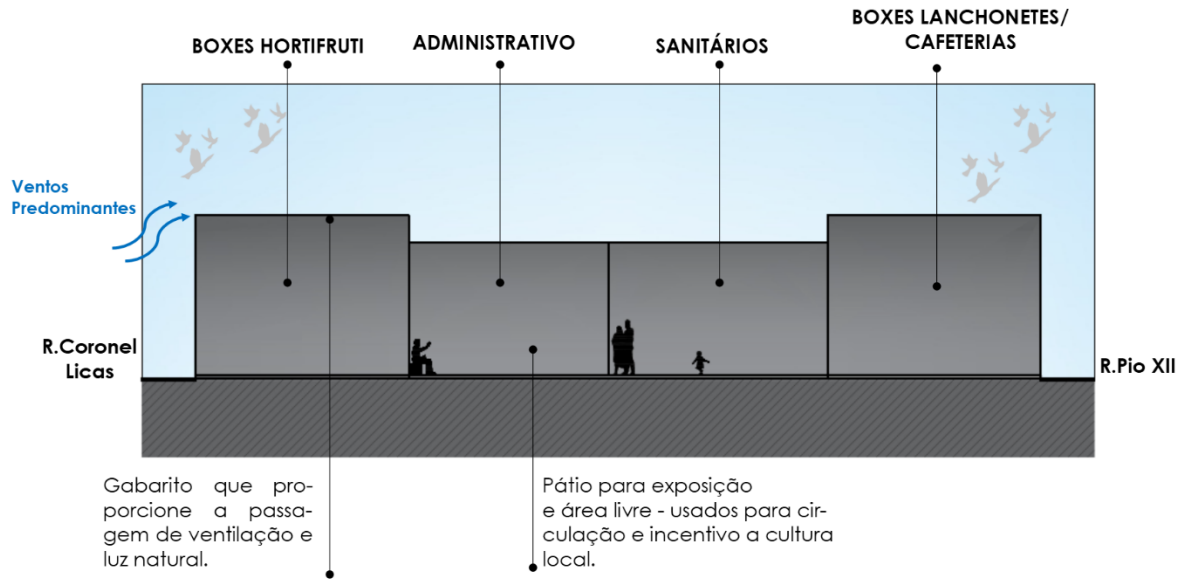 BOXES HORTIFRUTI
ADMINISTRATIVO
SANITÁRIOS
BOXES LANCHONETES/
CAFETERIAS
Ventos
Predominantes
R.Coronel
Licas
R.Pio XII
Gabarito que pro-
porcione a passa-
gem de ventilação e
luz natural.
Pátio para exposição
e área livre - usados para cir-
culação e incentivo a cultura
local.